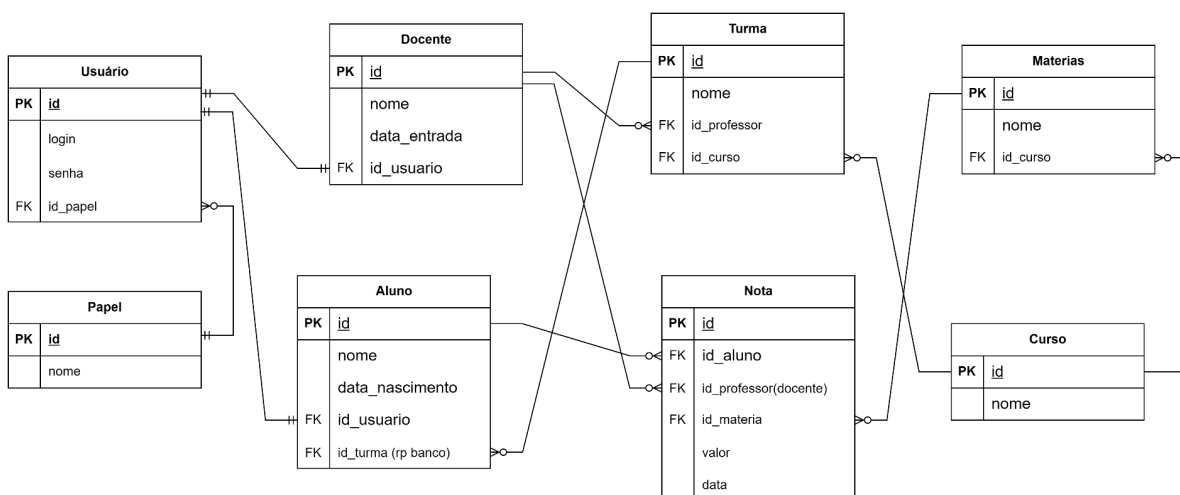 Usuário
PK id
login
senha
FK id_papel
Papel
PK id
nome
Docente
PK id
nome
data_entrada
FK id_usuario
Aluno
PK id
nome
data_nascimento
FK id_usuario
FK id_turma (rp banco)
Turma
PK id
nome
FK id_professor
FK id_curso
Nota
PK id
FK id_aluno
FK id_professor(docente)
FK id_materia
valor
data
Materias
PK id
nome
FK id_curso
Curso
PK id
nome